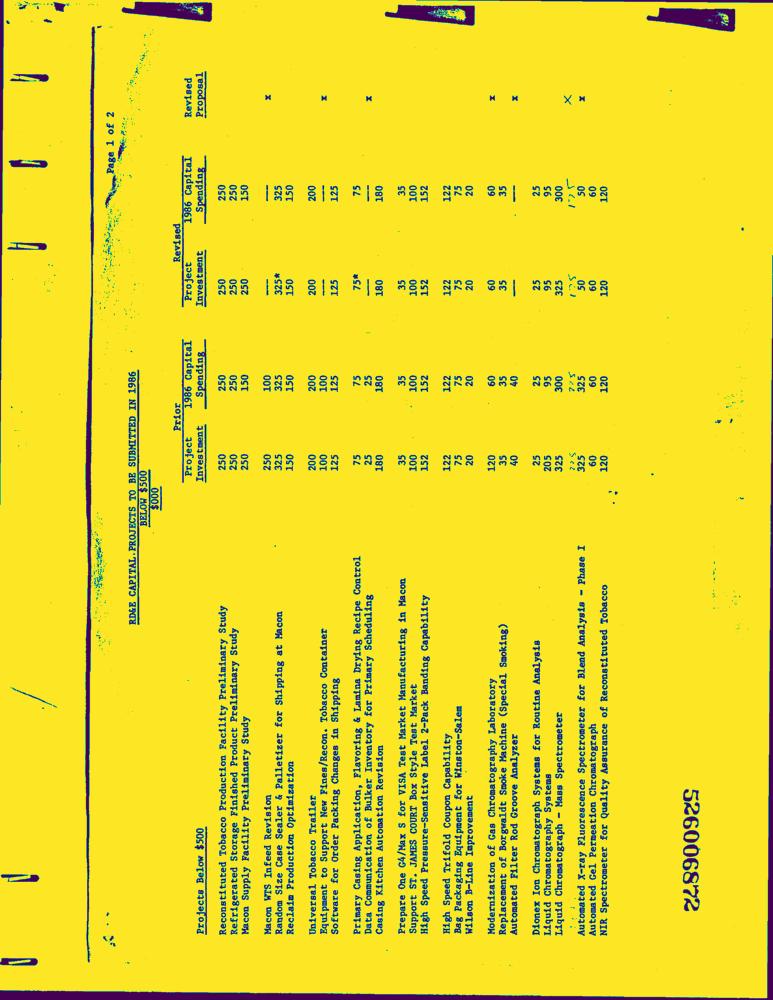 Page 1 of 2
RD&E CAPITAL PROJECTS TO BE SUBMITTED IN 1986
BELOW $500
$000
Prior Revised
Projects Below $500 Project Investment 1986 Capital Spending Project Investment 1986 Capital Spending Revised Proposal
Reconstituted Tobacco Production Facility Preliminary Study 250 250 250 250
Refrigerated Storage Finished Product Preliminary Study 250 250 250 250
Macon Supply Facility Preliminary Study 250 150 250 150
Macon WTS Infeed Revision 250 100 — — x
Random Size Case Sealer & Palletizer for Shipping at Macon 325 325 325* 325
Reclaim Production Optimization 150 150 150 150
Universal Tobacco Trailer 200 200 200 200
Equipment to Support New Fines/Recon. Tobacco Container 100 100 — — x
Software for Order Packing Changes in Shipping 125 125 125 125
Primary Casing Application, Flavoring & Lamina Drying Recipe Control 75 75 75* 75
Data Communication of Bulker Inventory for Primary Scheduling 25 25 — — x
Casing Kitchen Automation Revision 180 180 180 180
Prepare One G4/Max S for VISA Test Market Manufacturing in Macon 35 35 35 35
Support ST. JAMES COURT Box Style Test Market 100 100 100 100
High Speed Pressure-Sensitive Label 2-Pack Banding Capability 152 152 152 152
High Speed Trifold Coupon Capability 122 122 122 122
Bag Packaging Equipment for Winston-Salem 75 75 75 75
Wilson B-Line Improvement 20 20 20 20
Modernization of Gas Chromatography Laboratory 120 60 60 60 x
Replacement of Borgwaldt Smoke Machine (Special Smoking) 35 35 35 35
Automated Filter Rod Groove Analyzer 40 40 — — x
Dionex Ion Chromatograph Systems for Routine Analysis 25 25 25 25
Liquid Chromatography Systems 205 95 95 95
Liquid Chromatograph - Mass Spectrometer 325 300 325 300
x
Automated X-ray Fluorescence Spectrometer for Blend Analysis - Phase I 325 325 50 50 x
Automated Gel Permeation Chromatograph 60 60 60 60
NIR Spectrometer for Quality Assurance of Reconstituted Tobacco 120 120 120 120
526006872